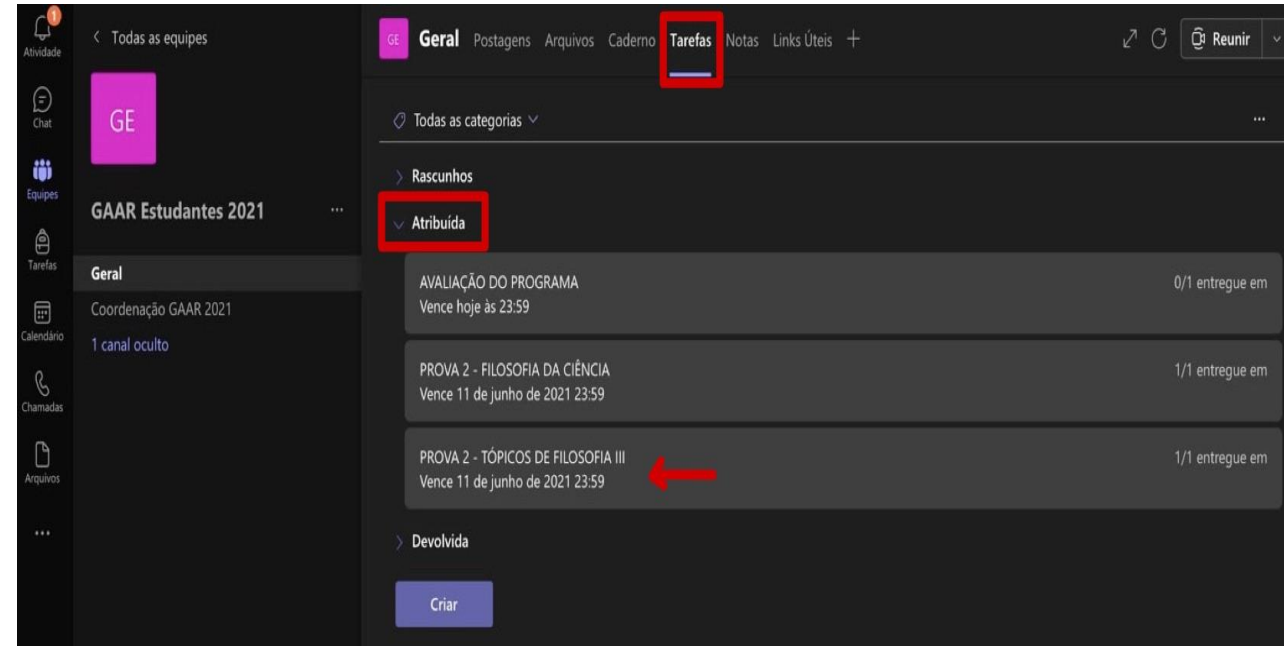 1
Atividade
Chat
Equipes
Tarefas
Calendário
Chamadas
Arquivos
...
Todas as equipes
GE
GAAR Estudantes 2021 ...
Geral
Coordenação GAAR 2021
1 canal oculto
GE Geral Postagens Arquivos Caderno Tarefas Notas Links Úteis + Reunir
Todas as categorias ...
Rascunhos
Atribuída
AVALIAÇÃO DO PROGRAMA 0/1 entregue em
Vence hoje às 23:59
PROVA 2 - FILOSOFIA DA CIÊNCIA 1/1 entregue em
Vence 11 de junho de 2021 23:59
PROVA 2 - TÓPICOS DE FILOSOFIA III 1/1 entregue em
Vence 11 de junho de 2021 23:59
Devolvida
Criar